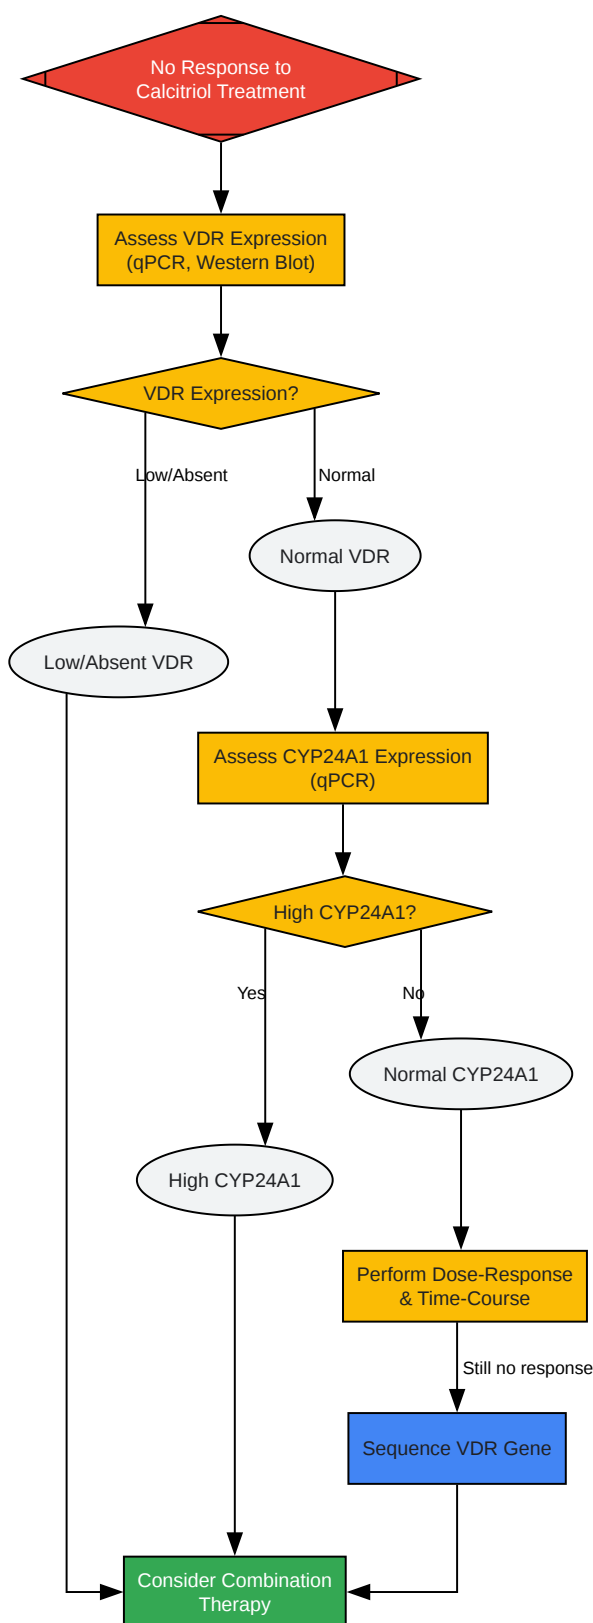 No Response to
Calcitriol Treatment
Assess VDR Expression
(qPCR, Western Blot)
VDR Expression?
Low/Absent
Normal
Normal VDR
Low/Absent VDR
Assess CYP24A1 Expression
(qPCR)
High CYP24A1?
Yes
No
Normal CYP24A1
High CYP24A1
Perform Dose-Response
& Time-Course
Still no response
Sequence VDR Gene
Consider Combination
Therapy